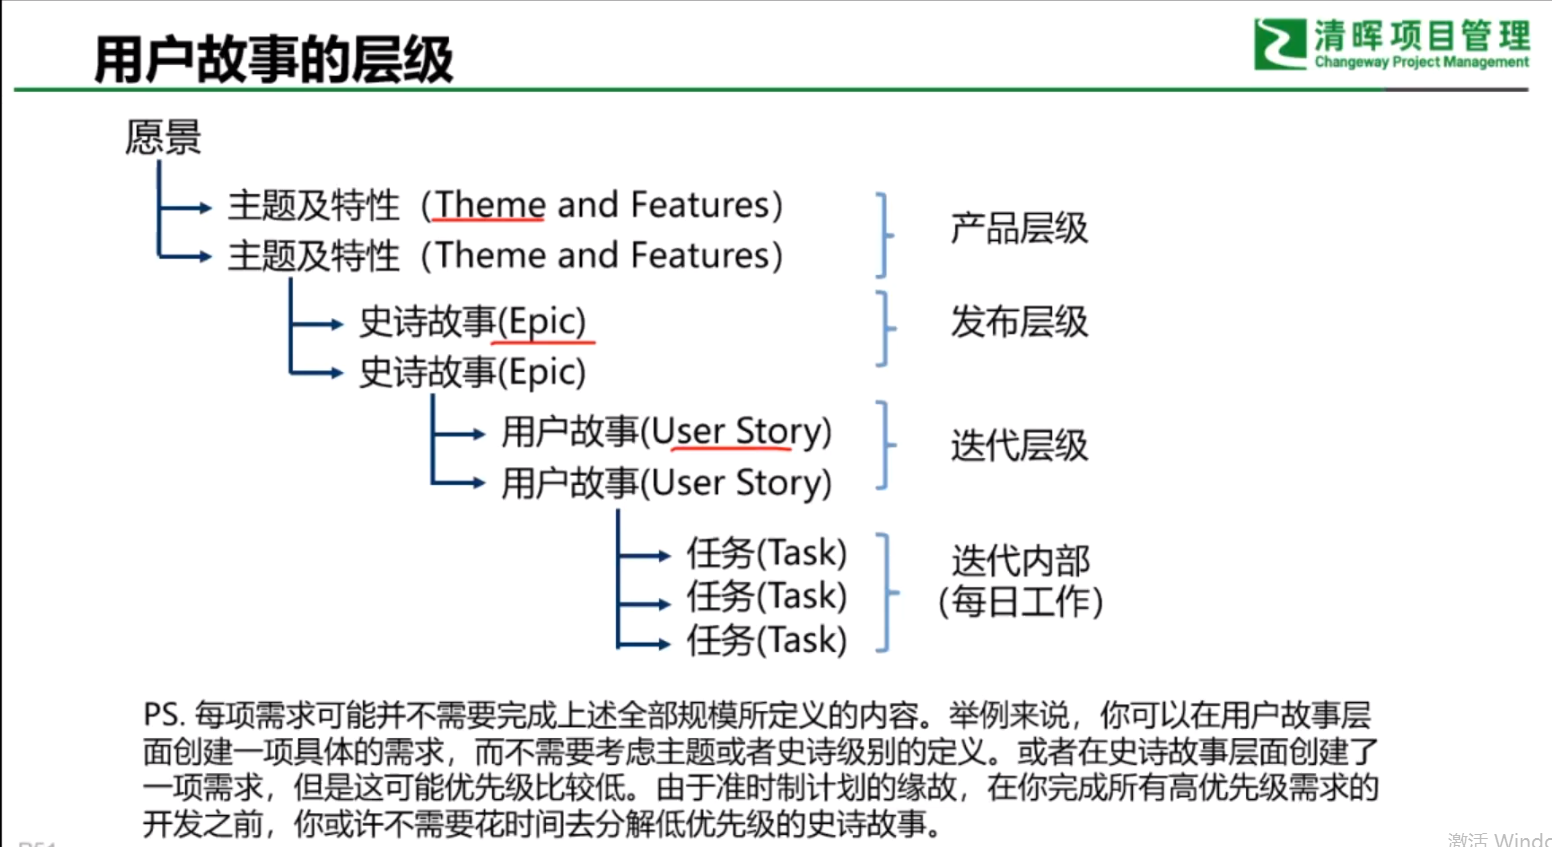 用户故事的层级
清晖项目管理
Changeway Project Management
愿景
主题及特性（Theme and Features）
主题及特性（Theme and Features）
产品层级
史诗故事(Epic)
史诗故事(Epic)
发布层级
用户故事(User Story)
用户故事(User Story)
迭代层级
任务(Task)
任务(Task)
任务(Task)
迭代内部
（每日工作）
PS. 每项需求可能并不需要完成上述全部规模所定义的内容。举例来说，你可以在用户故事层
面创建一项具体的需求，而不需要考虑主题或者史诗级别的定义。或者在史诗故事层面创建了
一项需求，但是这可能优先级比较低。由于准时制计划的缘故，在你完成所有高优先级需求的
开发之前，你或许不需要花时间去分解低优先级的史诗故事。
激活 Windo